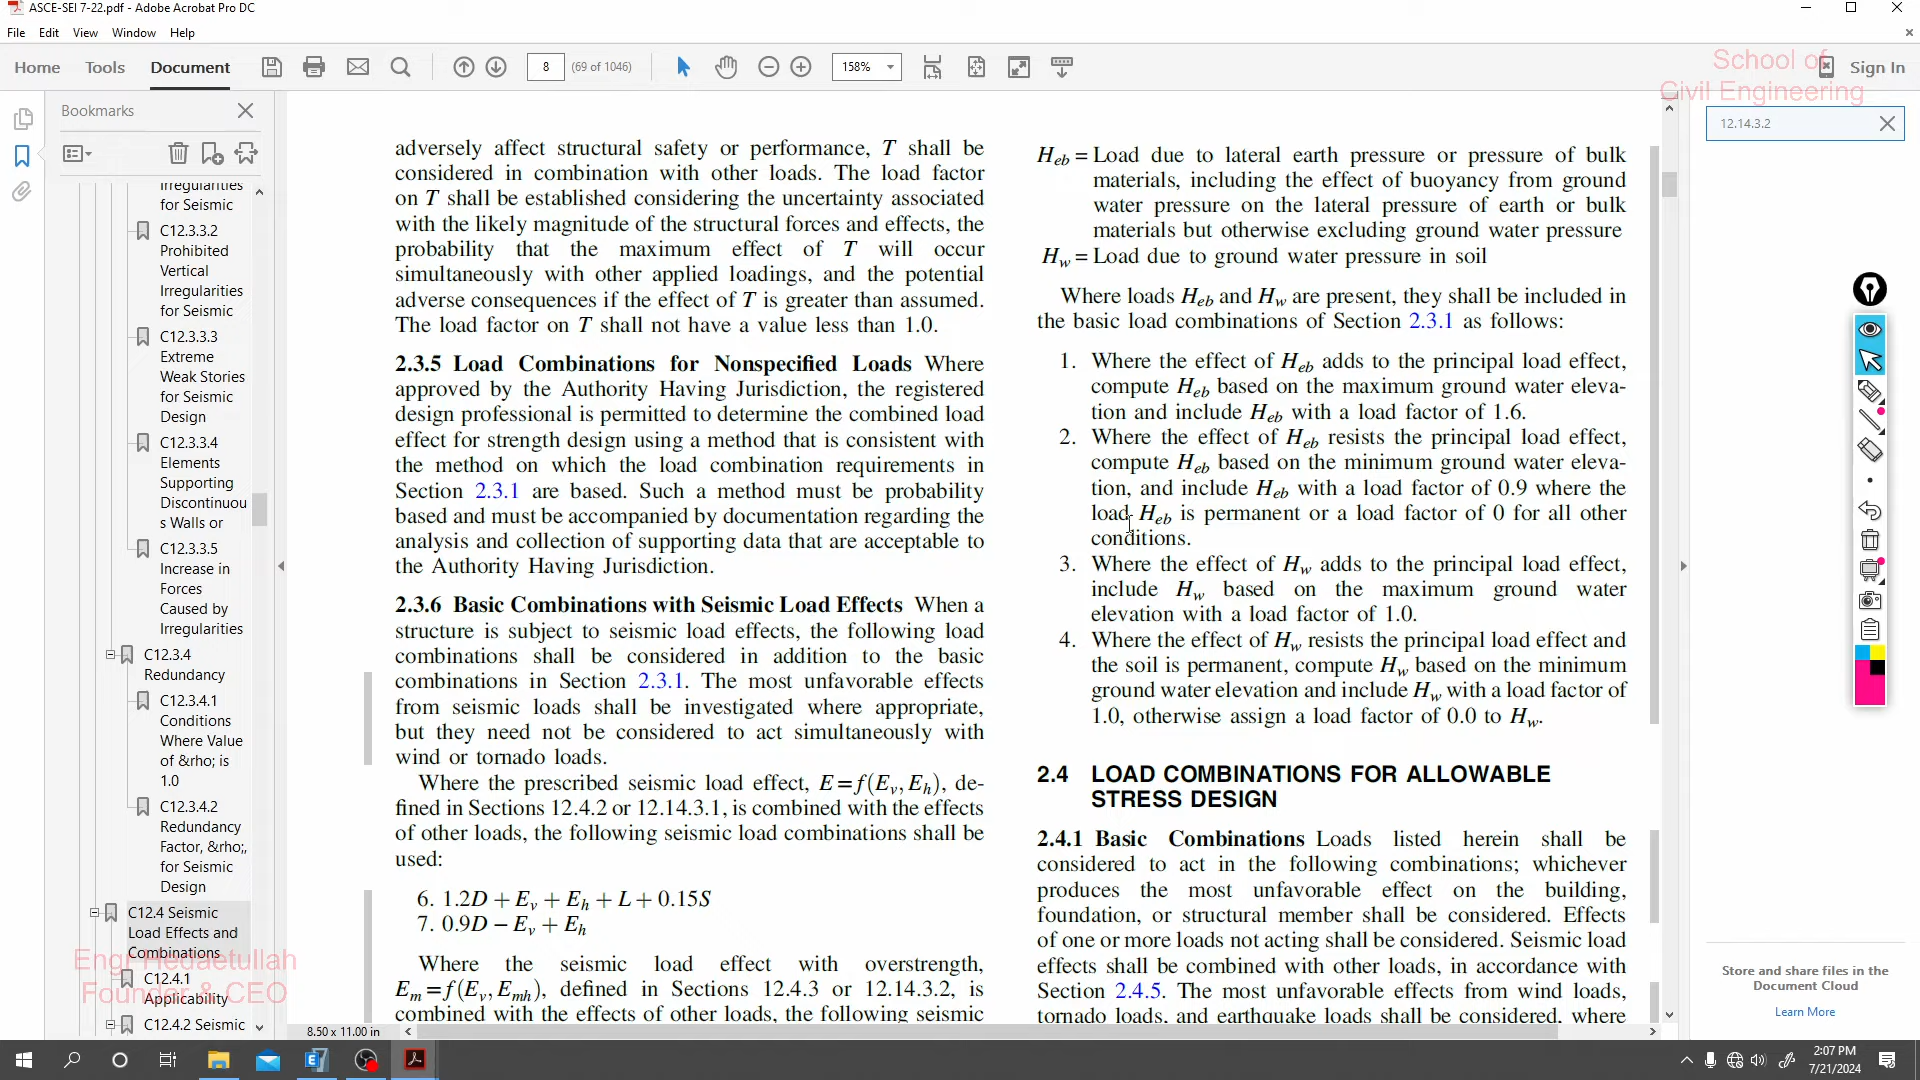 ASCE-SEI 7-22.pdf - Adobe Acrobat Pro DC
File Edit View Window Help
Home Tools Document
8 (69 of 1046)
158%
School of
Civil Engineering
Sign In
Bookmarks
Irregularities
for Seismic
C12.3.3.2
Prohibited
Vertical
Irregularities
for Seismic
C12.3.3.3
Extreme
Weak Stories
for Seismic
Design
C12.3.3.4
Elements
Supporting
Discontinuou
s Walls or
C12.3.3.5
Increase in
Forces
Caused by
Irregularities
C12.3.4
Redundancy
C12.3.4.1
Conditions
Where Value
of &rho; is
1.0
C12.3.4.2
Redundancy
Factor, &rho;,
for Seismic
Design
C12.4 Seismic
Load Effects and
Combinations
Engr Hedaetullah
Founder & CEO
C12.4.1
Applicability
C12.4.2 Seismic
adversely affect structural safety or performance, T shall be
considered in combination with other loads. The load factor
on T shall be established considering the uncertainty associated
with the likely magnitude of the structural forces and effects, the
probability that the maximum effect of T will occur
simultaneously with other applied loadings, and the potential
adverse consequences if the effect of T is greater than assumed.
The load factor on T shall not have a value less than 1.0.
2.3.5 Load Combinations for Nonspecified Loads Where
approved by the Authority Having Jurisdiction, the registered
design professional is permitted to determine the combined load
effect for strength design using a method that is consistent with
the method on which the load combination requirements in
Section 2.3.1 are based. Such a method must be probability
based and must be accompanied by documentation regarding the
analysis and collection of supporting data that are acceptable to
the Authority Having Jurisdiction.
2.3.6 Basic Combinations with Seismic Load Effects When a
structure is subject to seismic load effects, the following load
combinations shall be considered in addition to the basic
combinations in Section 2.3.1. The most unfavorable effects
from seismic loads shall be investigated where appropriate,
but they need not be considered to act simultaneously with
wind or tornado loads.
Where the prescribed seismic load effect, E = f(Ev, Eh), de-
fined in Sections 12.4.2 or 12.14.3.1, is combined with the effects
of other loads, the following seismic load combinations shall be
used:
6. 1.2D + Ev + Eh + L + 0.15S
7. 0.9D − Ev + Eh
Where the seismic load effect with overstrength,
Em = f(Ev, Emh), defined in Sections 12.4.3 or 12.14.3.2, is
combined with the effects of other loads, the following seismic
8.50 x 11.00 in
Heb = Load due to lateral earth pressure or pressure of bulk
materials, including the effect of buoyancy from ground
water pressure on the lateral pressure of earth or bulk
materials but otherwise excluding ground water pressure
Hw = Load due to ground water pressure in soil
Where loads Heb and Hw are present, they shall be included in
the basic load combinations of Section 2.3.1 as follows:
1. Where the effect of Heb adds to the principal load effect,
compute Heb based on the maximum ground water eleva-
tion and include Heb with a load factor of 1.6.
2. Where the effect of Heb resists the principal load effect,
compute Heb based on the minimum ground water eleva-
tion, and include Heb with a load factor of 0.9 where the
load Heb is permanent or a load factor of 0 for all other
conditions.
3. Where the effect of Hw adds to the principal load effect,
include Hw based on the maximum ground water
elevation with a load factor of 1.0.
4. Where the effect of Hw resists the principal load effect and
the soil is permanent, compute Hw based on the minimum
ground water elevation and include Hw with a load factor of
1.0, otherwise assign a load factor of 0.0 to Hw.
2.4 LOAD COMBINATIONS FOR ALLOWABLE
STRESS DESIGN
2.4.1 Basic Combinations Loads listed herein shall be
considered to act in the following combinations; whichever
produces the most unfavorable effect on the building,
foundation, or structural member shall be considered. Effects
of one or more loads not acting shall be considered. Seismic load
effects shall be combined with other loads, in accordance with
Section 2.4.5. The most unfavorable effects from wind loads,
tornado loads, and earthquake loads shall be considered, where
12.14.3.2
Store and share files in the
Document Cloud
Learn More
2:07 PM
7/21/2024